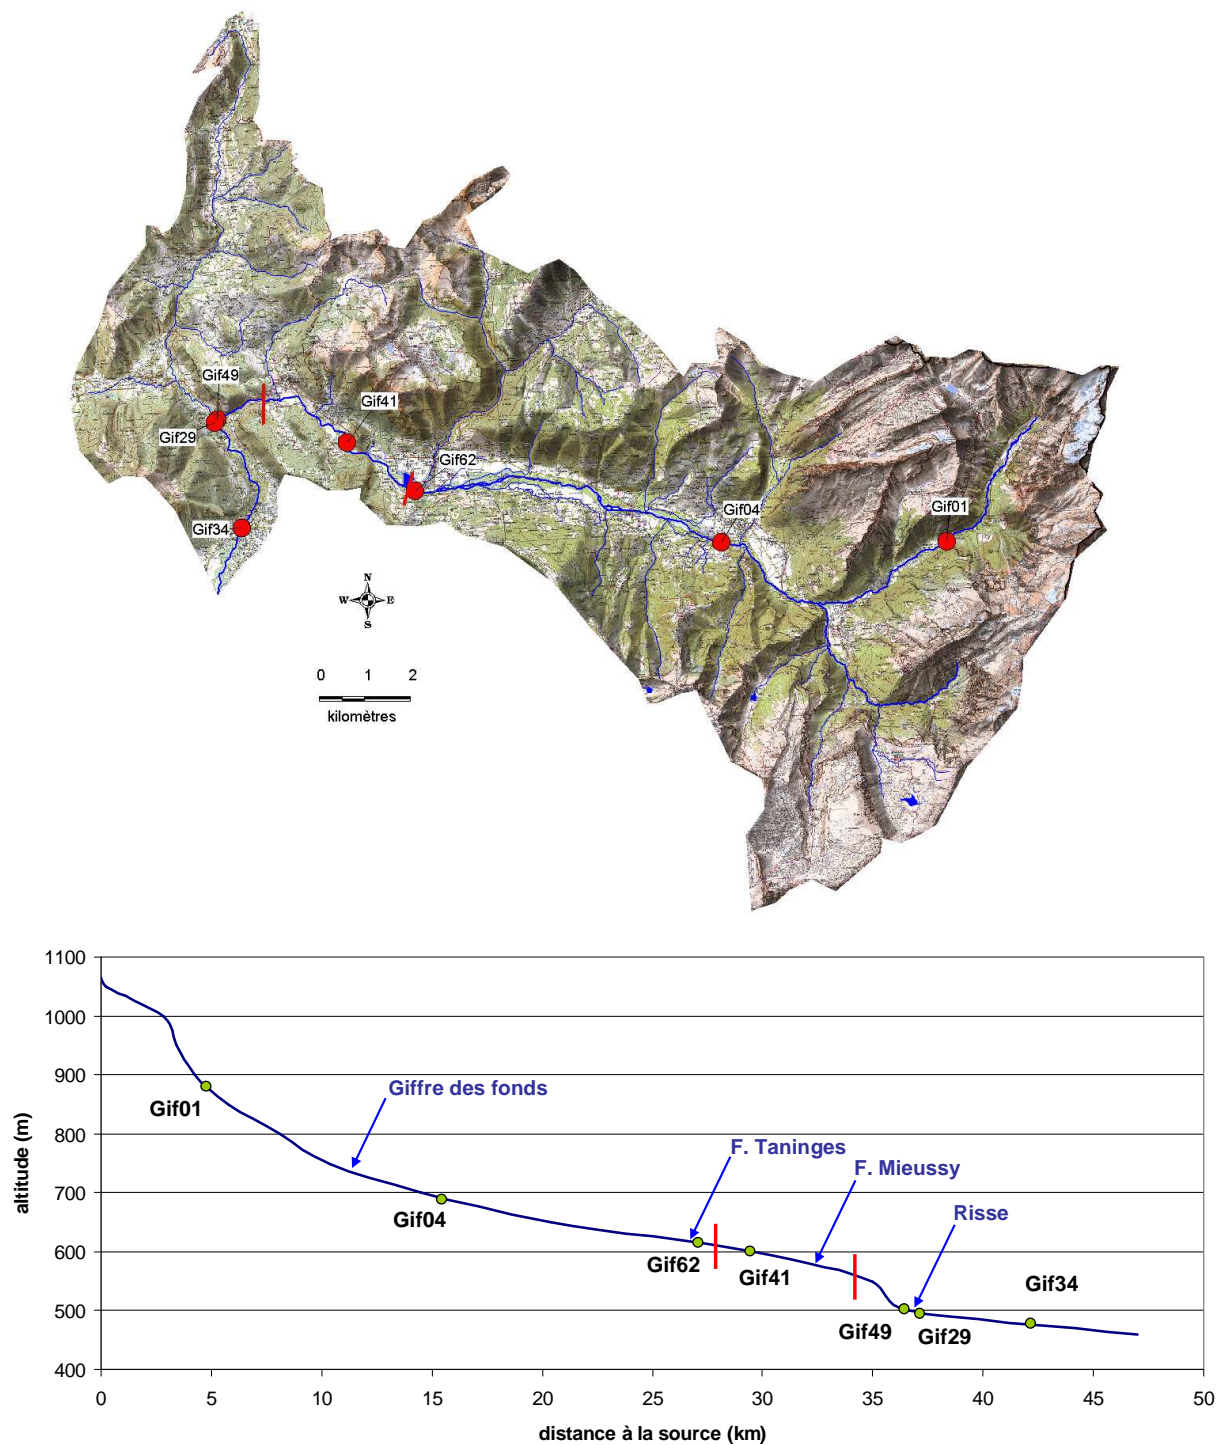 Gif49
Gif41
Gif29
Gif62
Gif34
Gif04
Gif01
N
W E
S
0 1 2
kilomètres
1100
1000
900
800
700
600
500
400
altitude (m)
Gif01
Giffre des fonds
Gif04
F. Taninges
F. Mieussy
Gif62
Gif41
Risse
Gif34
Gif49
Gif29
0 5 10 15 20 25 30 35 40 45 50
distance à la source (km)